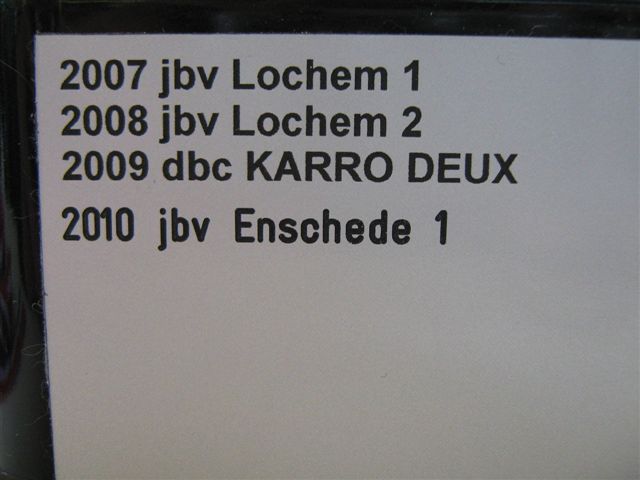 2007 jbv Lochem 1
2008 jbv Lochem 2
2009 dbc KARRO DEUX
2010 jbv Enschede 1